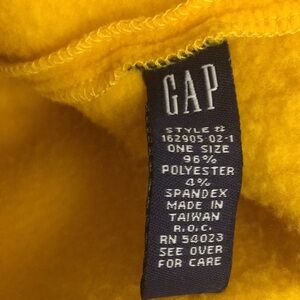 GAP
STYLE #
162905-02-1
ONE SIZE
96%
POLYESTER
4%
SPANDEX
MADE IN
TAIWAN
R.O.C.
RN 54023
SEE OVER
FOR CARE